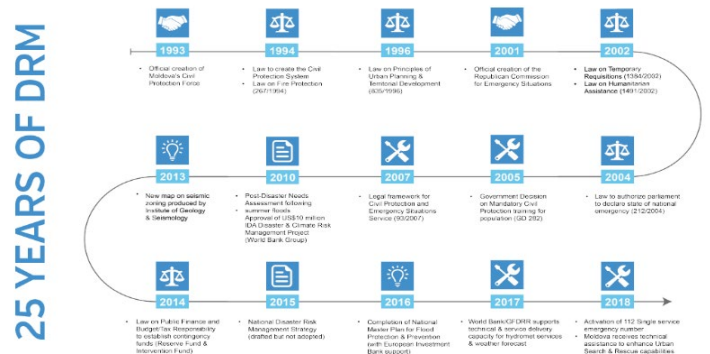 25 YEARS OF DRM
1993
• Official creation of
Moldova's Civil
Protection Force
1994
• Law to create the Civil
Protection System
• Law on Fire Protection
(267/1994)
1996
• Law on Principles of
Urban Planning &
Territorial Development
(835/1996)
2001
• Official creation of the
Republican Commission
for Emergency Situations
2002
• Law on Temporary
Requisitions (1384/2002)
• Law on Humanitarian
Assistance (1491/2002)
2004
• Law to authorize parliament
to declare state of national
emergency (212/2004)
2005
• Government Decision
on Mandatory Civil
Protection training for
population (GD 282)
2007
• Legal framework for
Civil Protection and
Emergency Situations
Service (93/2007)
2010
• Post-Disaster Needs
Assessment following
• summer floods
Approval of US$10 million
IDA Disaster & Climate Risk
Management Project
(World Bank Group)
2013
• New map on seismic
zoning produced by
Institute of Geology
& Seismology
2014
• Law on Public Finance and
Budget/Tax Responsibility
to establish contingency
funds (Reserve Fund &
Intervention Fund)
2015
• National Disaster Risk
Management Strategy
(drafted but not adopted)
2016
• Completion of National
Master Plan for Flood
Protection & Prevention
(with European Investment
Bank support)
2017
• World Bank/GFDRR supports
technical & service delivery
capacity for hydromet services
& weather forecast
2018
• Activation of 112 Single service
emergency number
• Moldova receives technical
assistance to enhance Urban
Search & Rescue capabilities